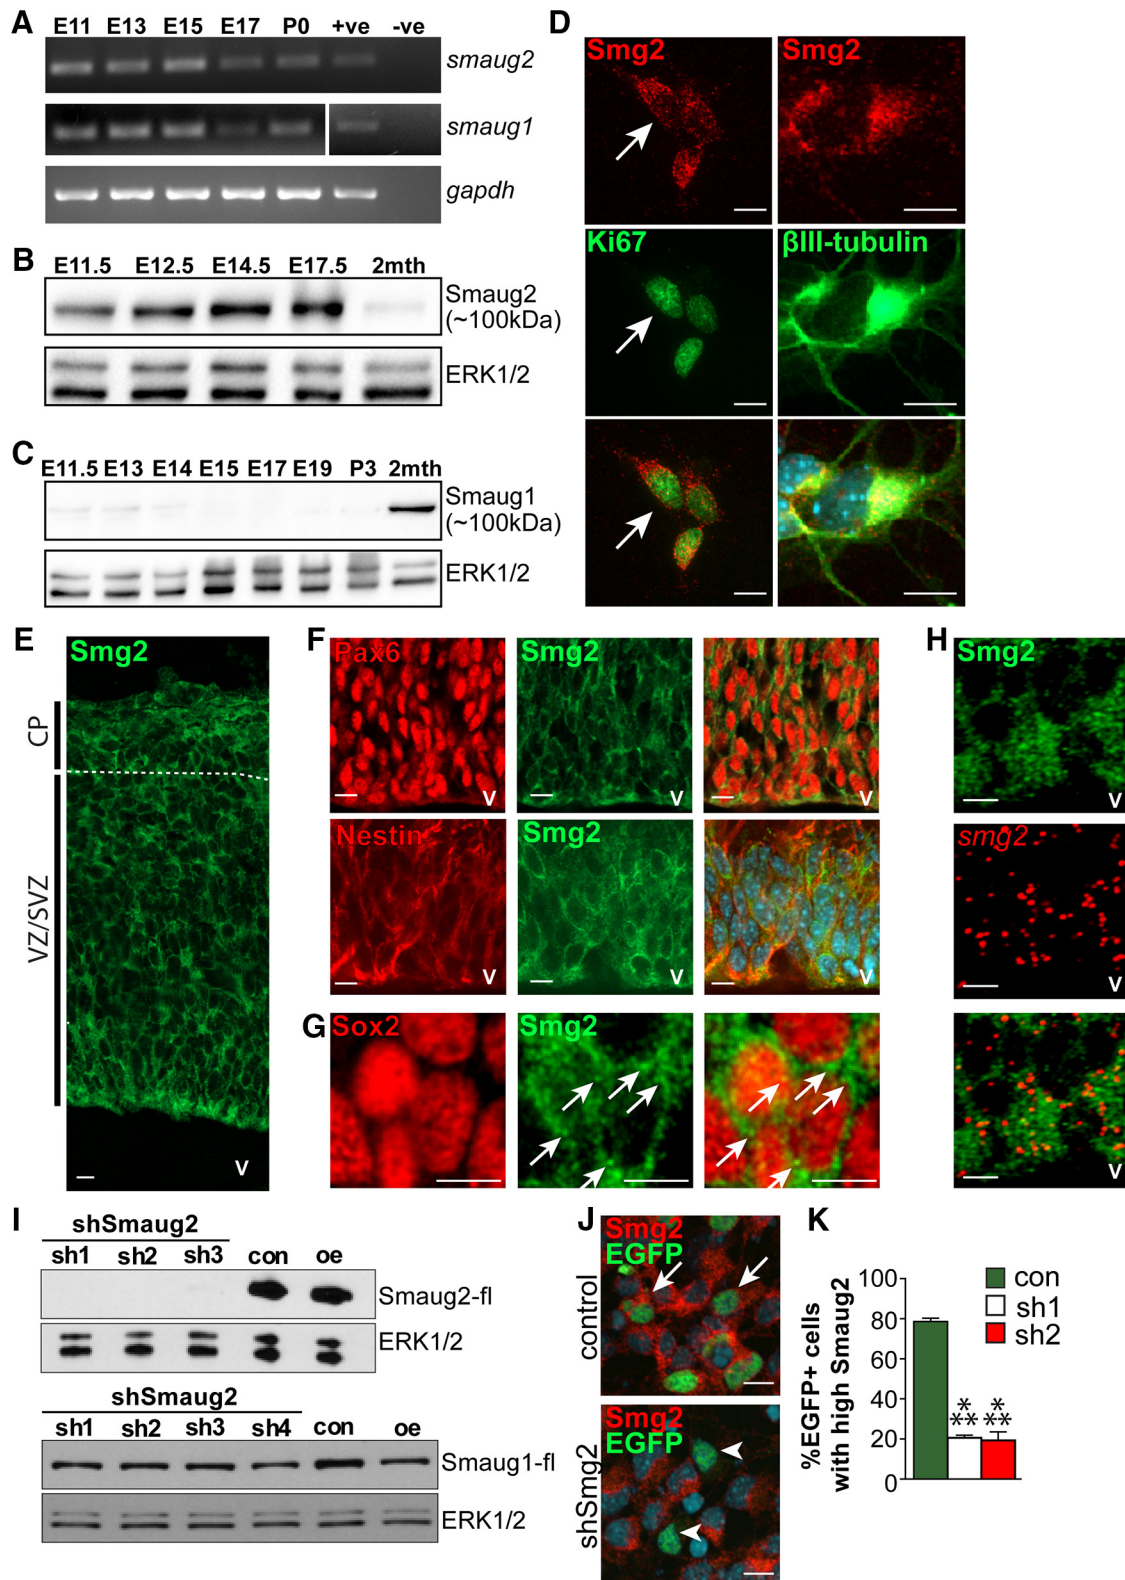 A
E11 E13 E15 E17 P0 +ve -ve
smaug2
smaug1
gapdh
B
E11.5 E12.5 E14.5 E17.5 2mth
Smaug2
(~100kDa)
ERK1/2
C
E11.5 E13 E14 E15 E17 E19 P3 2mth
Smaug1
(~100kDa)
ERK1/2
D
Smg2 Smg2
Ki67 βIII-tubulin
E
Smg2
CP
VZ/SVZ
V
F
Pax6 Smg2
V V V
Nestin Smg2
V V V
G
Sox2 Smg2
H
Smg2
V
smg2
V
V
I
shSmaug2
sh1 sh2 sh3 con oe
Smaug2-fl
ERK1/2
shSmaug2
sh1 sh2 sh3 sh4 con oe
Smaug1-fl
ERK1/2
J
Smg2
EGFP
control
Smg2
EGFP
shSmg2
K
%EGFP+ cells
with high Smaug2
100
80
60
40
20
0
***
***
con
sh1
sh2